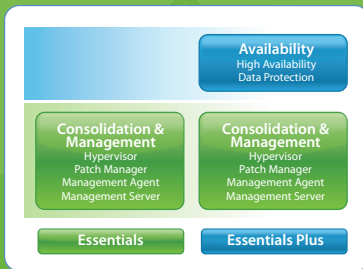 Availability
High Availability
Data Protection
Consolidation &
Management
Hypervisor
Patch Manager
Management Agent
Management Server
Consolidation &
Management
Hypervisor
Patch Manager
Management Agent
Management Server
Essentials
Essentials Plus